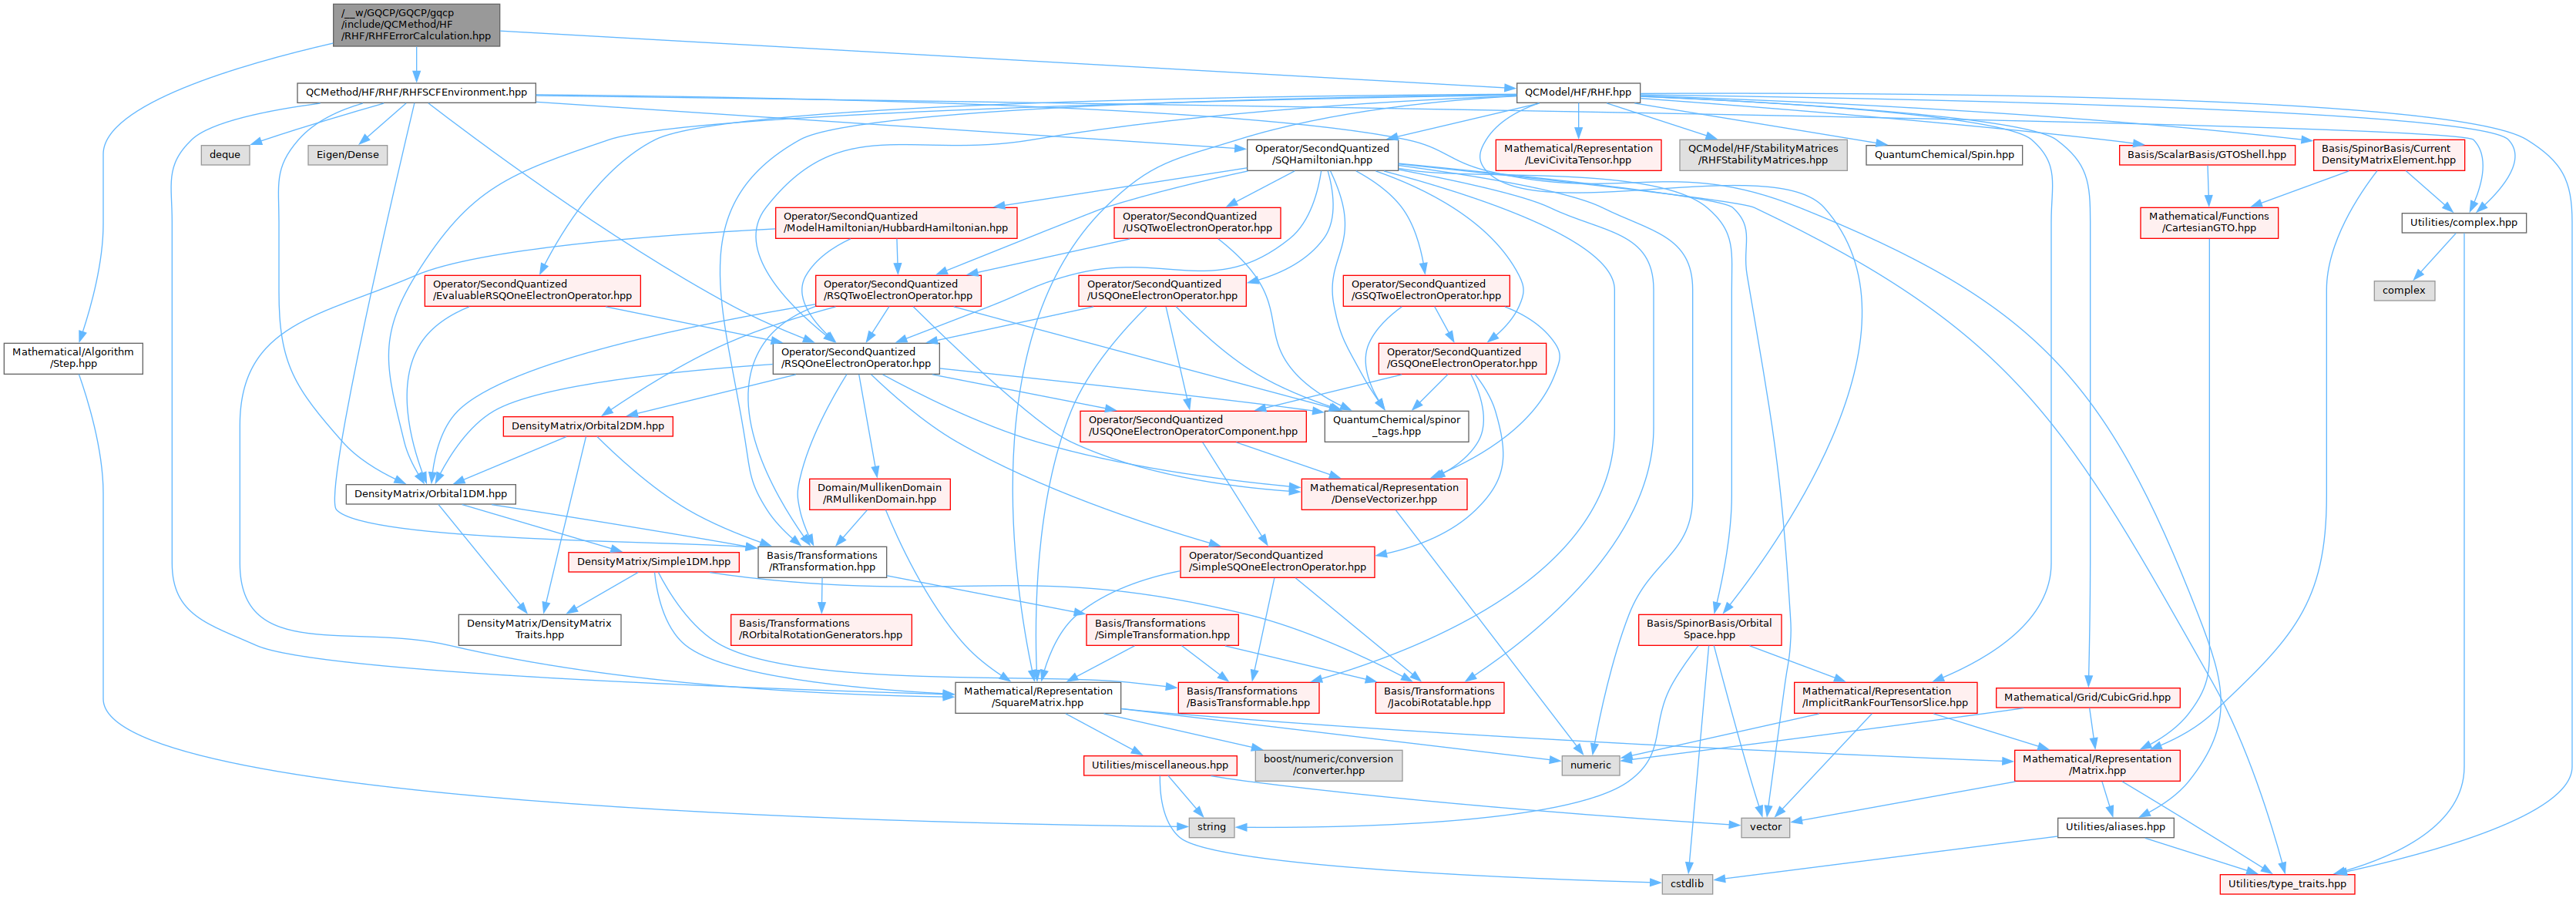 /__w/GQCP/GQCP/gqcp
/include/QCMethod/HF
/RHF/RHFErrorCalculation.hpp
QCMethod/HF/RHF/RHFSCFEnvironment.hpp
QCModel/HF/RHF.hpp
deque
Eigen/Dense
Operator/SecondQuantized
/SQHamiltonian.hpp
Mathematical/Representation
/LeviCivitaTensor.hpp
QCModel/HF/StabilityMatrices
/RHFStabilityMatrices.hpp
QuantumChemical/Spin.hpp
Basis/ScalarBasis/GTOShell.hpp
Basis/SpinorBasis/Current
DensityMatrixElement.hpp
Operator/SecondQuantized
/ModelHamiltonian/HubbardHamiltonian.hpp
Operator/SecondQuantized
/USQTwoElectronOperator.hpp
Mathematical/Functions
/CartesianGTO.hpp
Utilities/complex.hpp
Operator/SecondQuantized
/EvaluableRSQOneElectronOperator.hpp
Operator/SecondQuantized
/RSQTwoElectronOperator.hpp
Operator/SecondQuantized
/USQOneElectronOperator.hpp
Operator/SecondQuantized
/GSQTwoElectronOperator.hpp
complex
Mathematical/Algorithm
/Step.hpp
Operator/SecondQuantized
/RSQOneElectronOperator.hpp
Operator/SecondQuantized
/GSQOneElectronOperator.hpp
DensityMatrix/Orbital2DM.hpp
Operator/SecondQuantized
/USQOneElectronOperatorComponent.hpp
QuantumChemical/spinor
_tags.hpp
DensityMatrix/Orbital1DM.hpp
Domain/MullikenDomain
/RMullikenDomain.hpp
Mathematical/Representation
/DenseVectorizer.hpp
DensityMatrix/Simple1DM.hpp
Basis/Transformations
/RTransformation.hpp
Operator/SecondQuantized
/SimpleSQOneElectronOperator.hpp
DensityMatrix/DensityMatrix
Traits.hpp
Basis/Transformations
/ROrbitalRotationGenerators.hpp
Basis/Transformations
/SimpleTransformation.hpp
Basis/SpinorBasis/Orbital
Space.hpp
Mathematical/Representation
/SquareMatrix.hpp
Basis/Transformations
/BasisTransformable.hpp
Basis/Transformations
/JacobiRotatable.hpp
Mathematical/Representation
/ImplicitRankFourTensorSlice.hpp
Mathematical/Grid/CubicGrid.hpp
Utilities/miscellaneous.hpp
boost/numeric/conversion
/converter.hpp
numeric
Mathematical/Representation
/Matrix.hpp
string
vector
Utilities/aliases.hpp
cstdlib
Utilities/type_traits.hpp